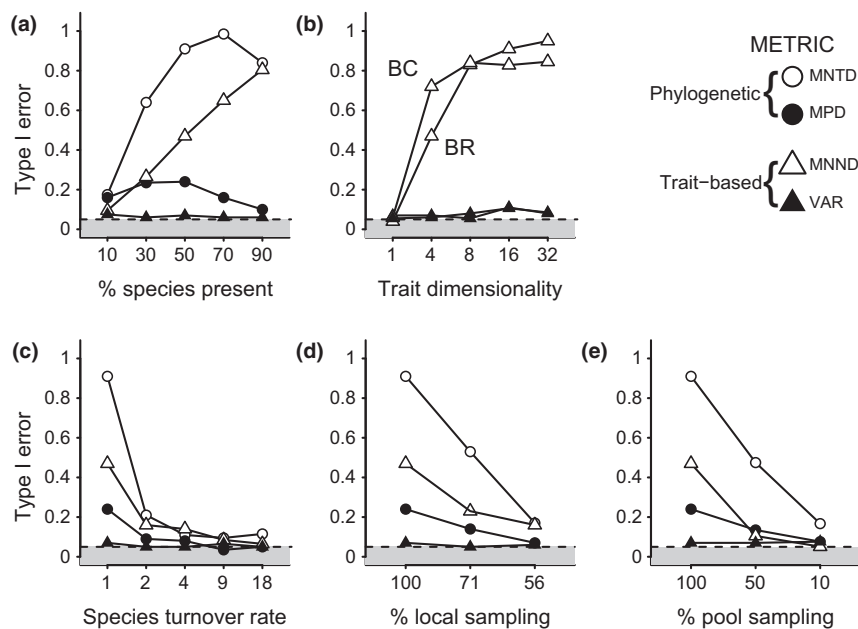 (a)
Type I error
1
0.8
0.6
0.4
0.2
0
10 30 50 70 90
% species present
(b)
1
0.8
0.6
0.4
0.2
0
BC
BR
1 4 8 16 32
Trait dimensionality
METRIC
Phylogenetic { MNTD
MPD
Trait−based { MNND
VAR
(c)
Type I error
1
0.8
0.6
0.4
0.2
0
1 2 4 9 18
Species turnover rate
(d)
1
0.8
0.6
0.4
0.2
0
100 71 56
% local sampling
(e)
1
0.8
0.6
0.4
0.2
0
100 50 10
% pool sampling